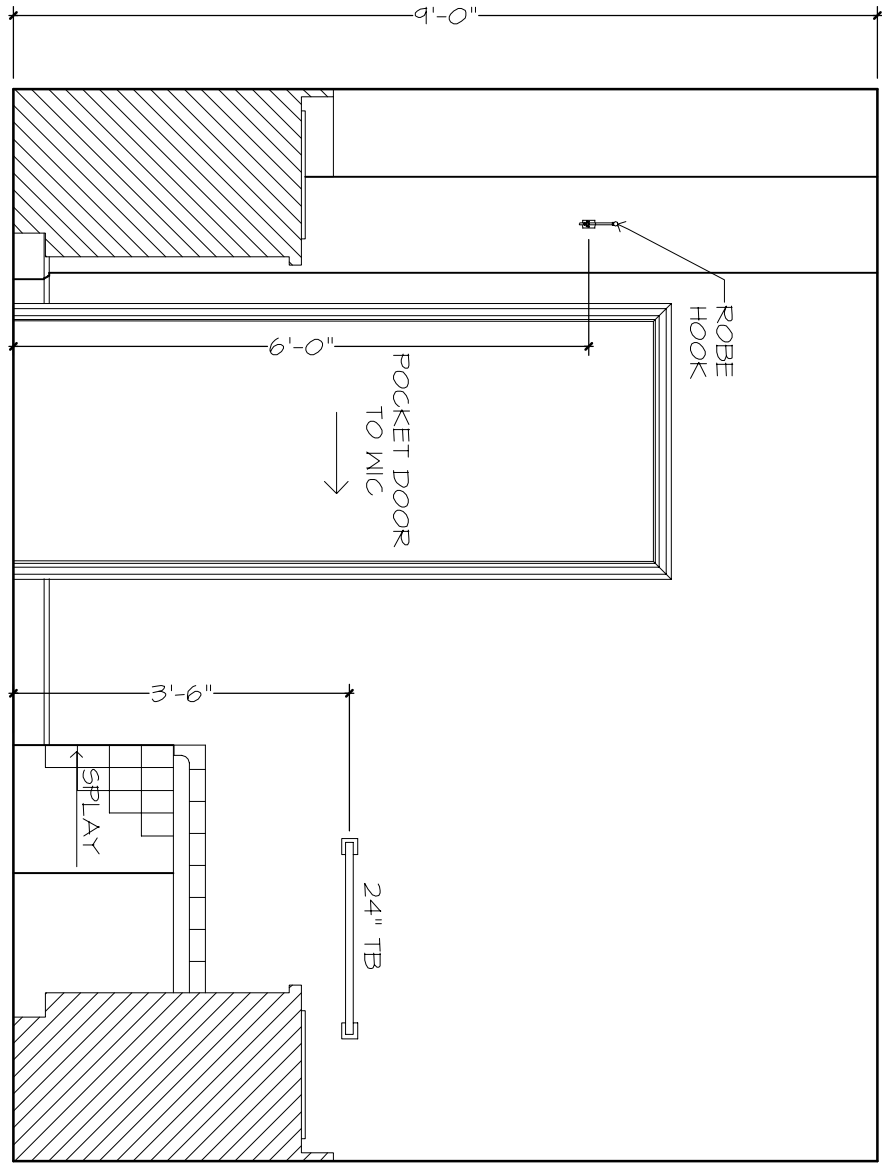 9'-0"
ROBE
HOOK
6'-0"
POCKET DOOR
TO WIC
3'-6"
SPLAY
24" TB